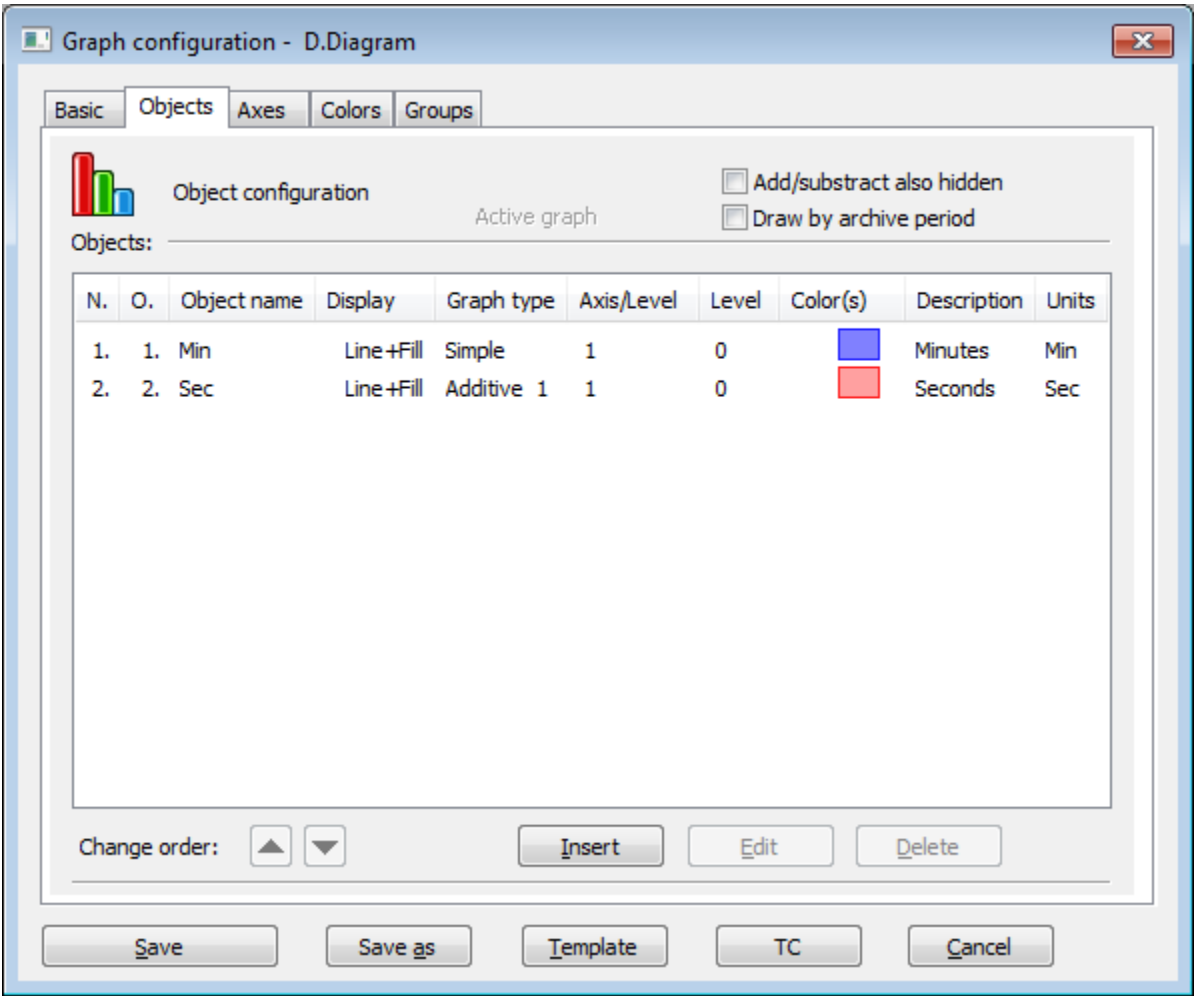 Graph configuration - D.Diagram
Basic Objects Axes Colors Groups
Object configuration
Active graph
Add/substract also hidden
Draw by archive period
Objects:
N. O. Object name Display Graph type Axis/Level Level Color(s) Description Units
1. 1. Min Line+Fill Simple 1 0 Minutes Min
2. 2. Sec Line+Fill Additive 1 1 0 Seconds Sec
Change order: Insert Edit Delete
Save Save as Template TC Cancel